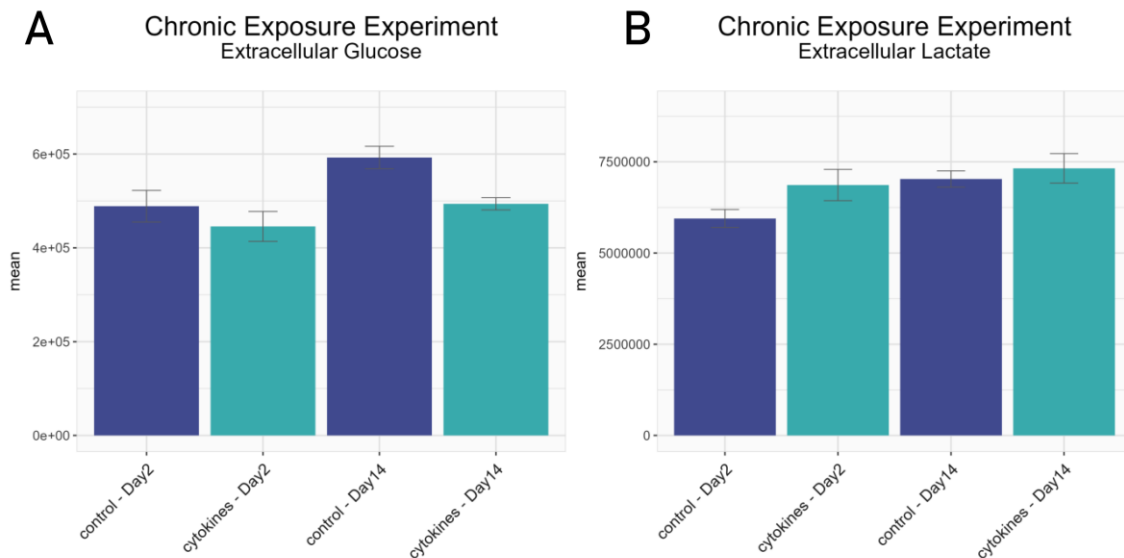 A
Chronic Exposure Experiment
Extracellular Glucose
mean
6e+05
4e+05
2e+05
0e+00
control - Day2
cytokines - Day2
control - Day14
cytokines - Day14
B
Chronic Exposure Experiment
Extracellular Lactate
mean
7500000
5000000
2500000
0
control - Day2
cytokines - Day2
control - Day14
cytokines - Day14